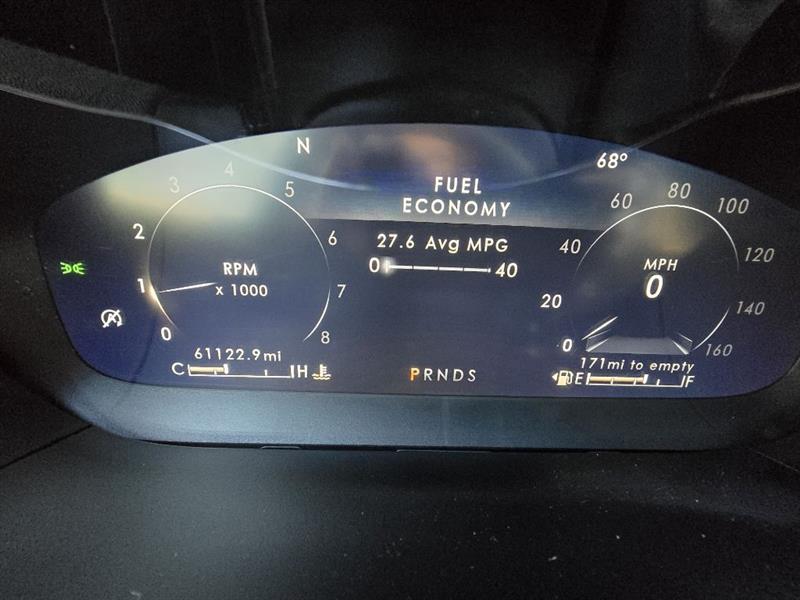 N
68°
FUEL
ECONOMY
27.6 Avg MPG
0 40
0 1 2 3 4 5 6 7 8
RPM
x 1000
0 20 40 60 80 100 120 140 160
MPH
0
61122.9mi
C H
PRNDS
171mi to empty
E F